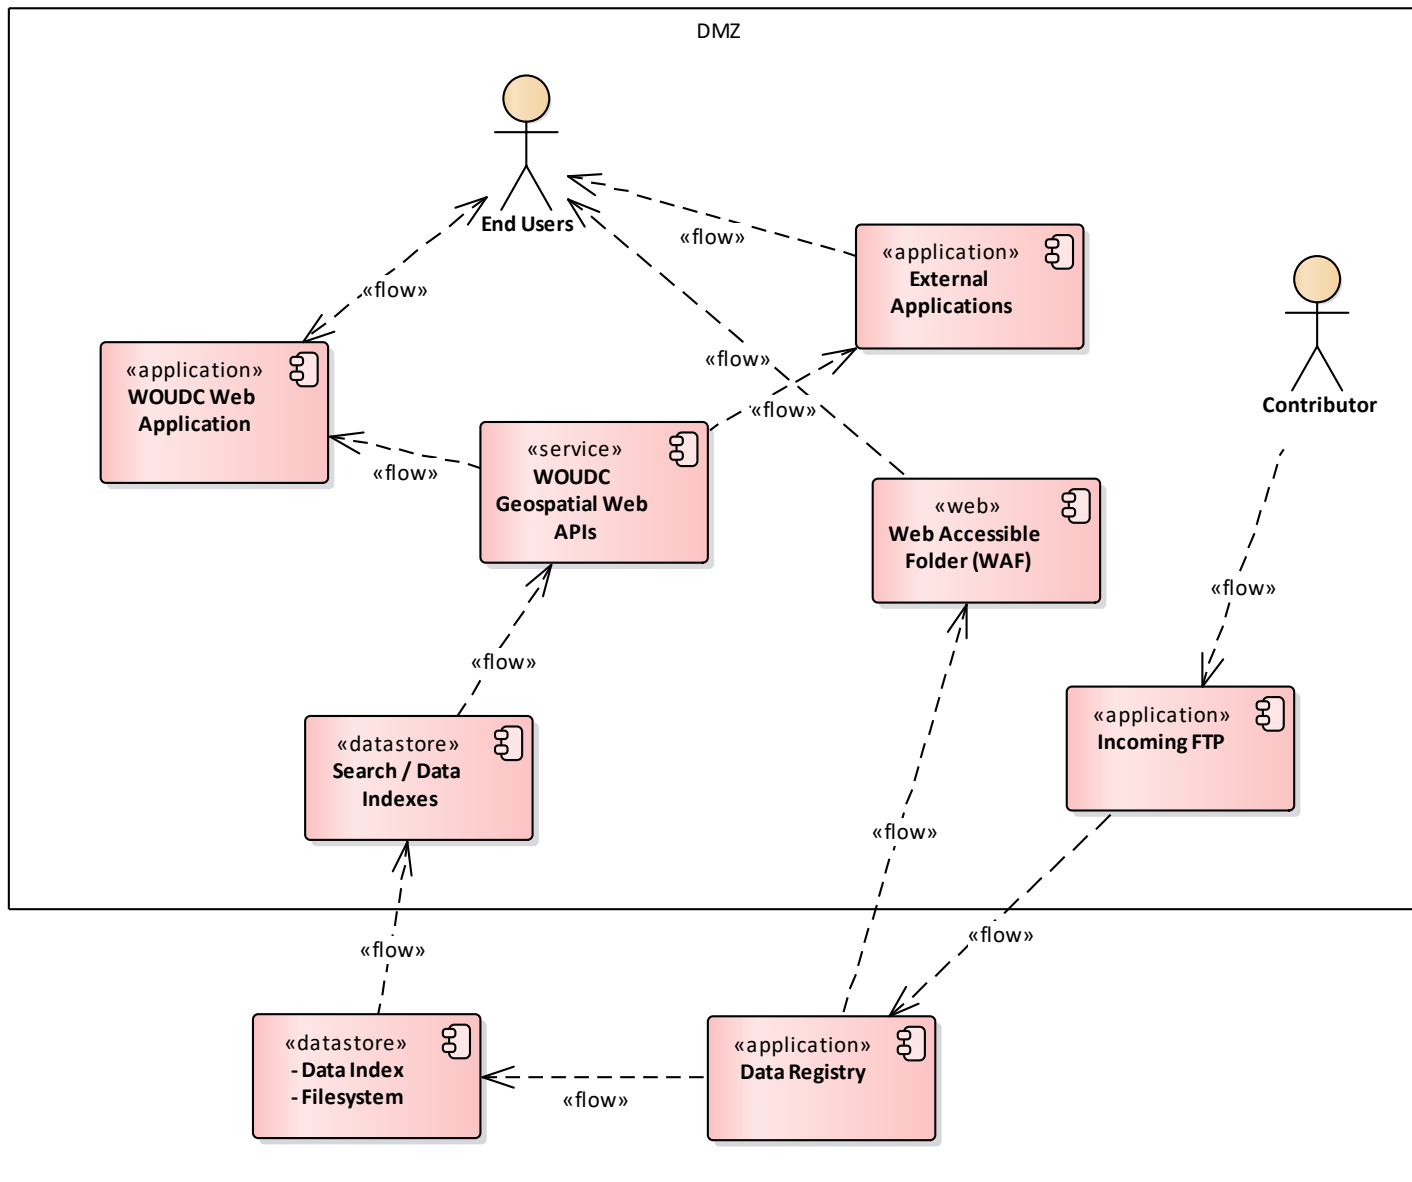 DMZ
End Users
«flow»
«application»
External
Applications
«flow»
«application»
WOUDC Web
Application
«flow»
Contributor
«flow»
«flow»
«service»
WOUDC
Geospatial Web
APIs
«web»
Web Accessible
Folder (WAF)
«flow»
«flow»
«application»
Incoming FTP
«datastore»
Search / Data
Indexes
«flow»
«flow»
«flow»
«datastore»
- Data Index
- Filesystem
«application»
Data Registry
«flow»